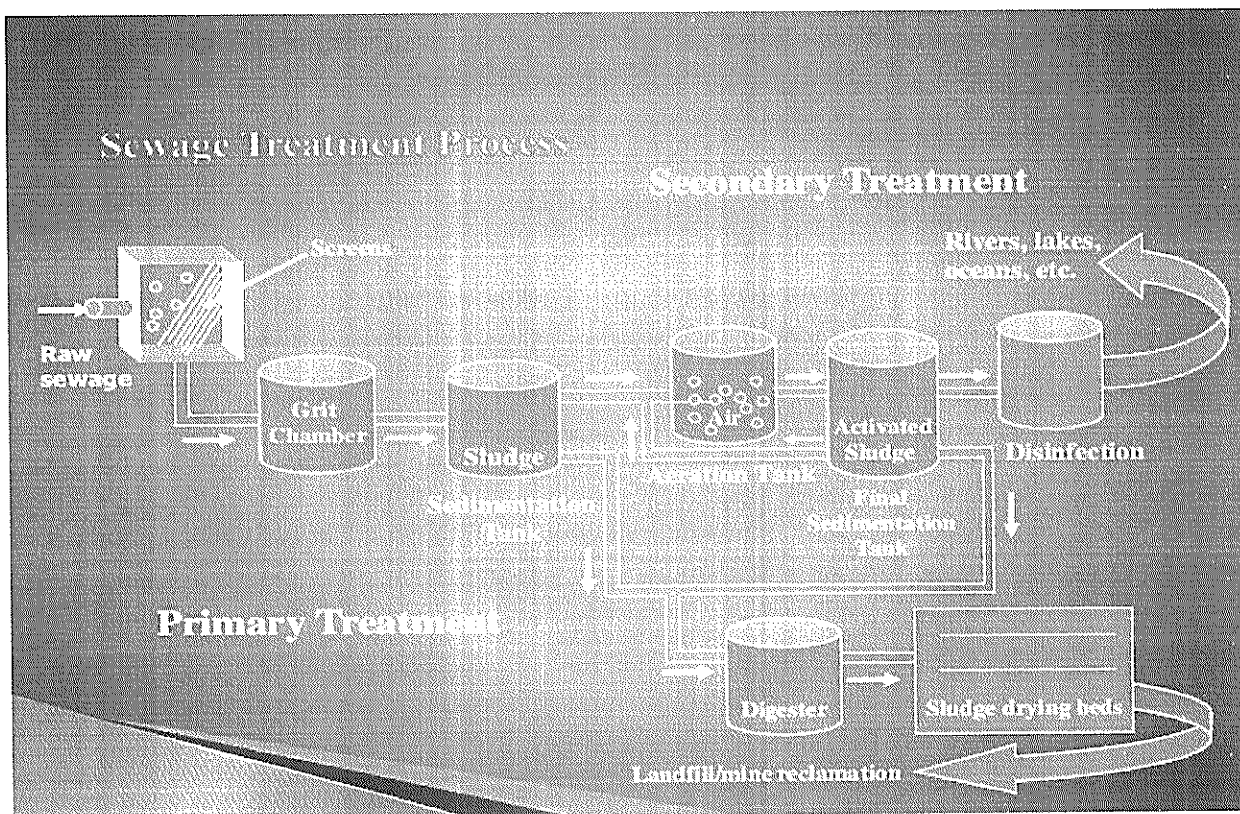 Sewage Treatment Process
Secondary Treatment
Screens
Rivers, lakes,
oceans, etc.
Raw
sewage
Grit
Chamber
Sludge
Air
Activated
Sludge
Disinfection
Sedimentation
Tank
Aeration Tank
Final
Sedimentation
Tank
Primary Treatment
Digester
Sludge drying beds
Landfill/mine reclamation